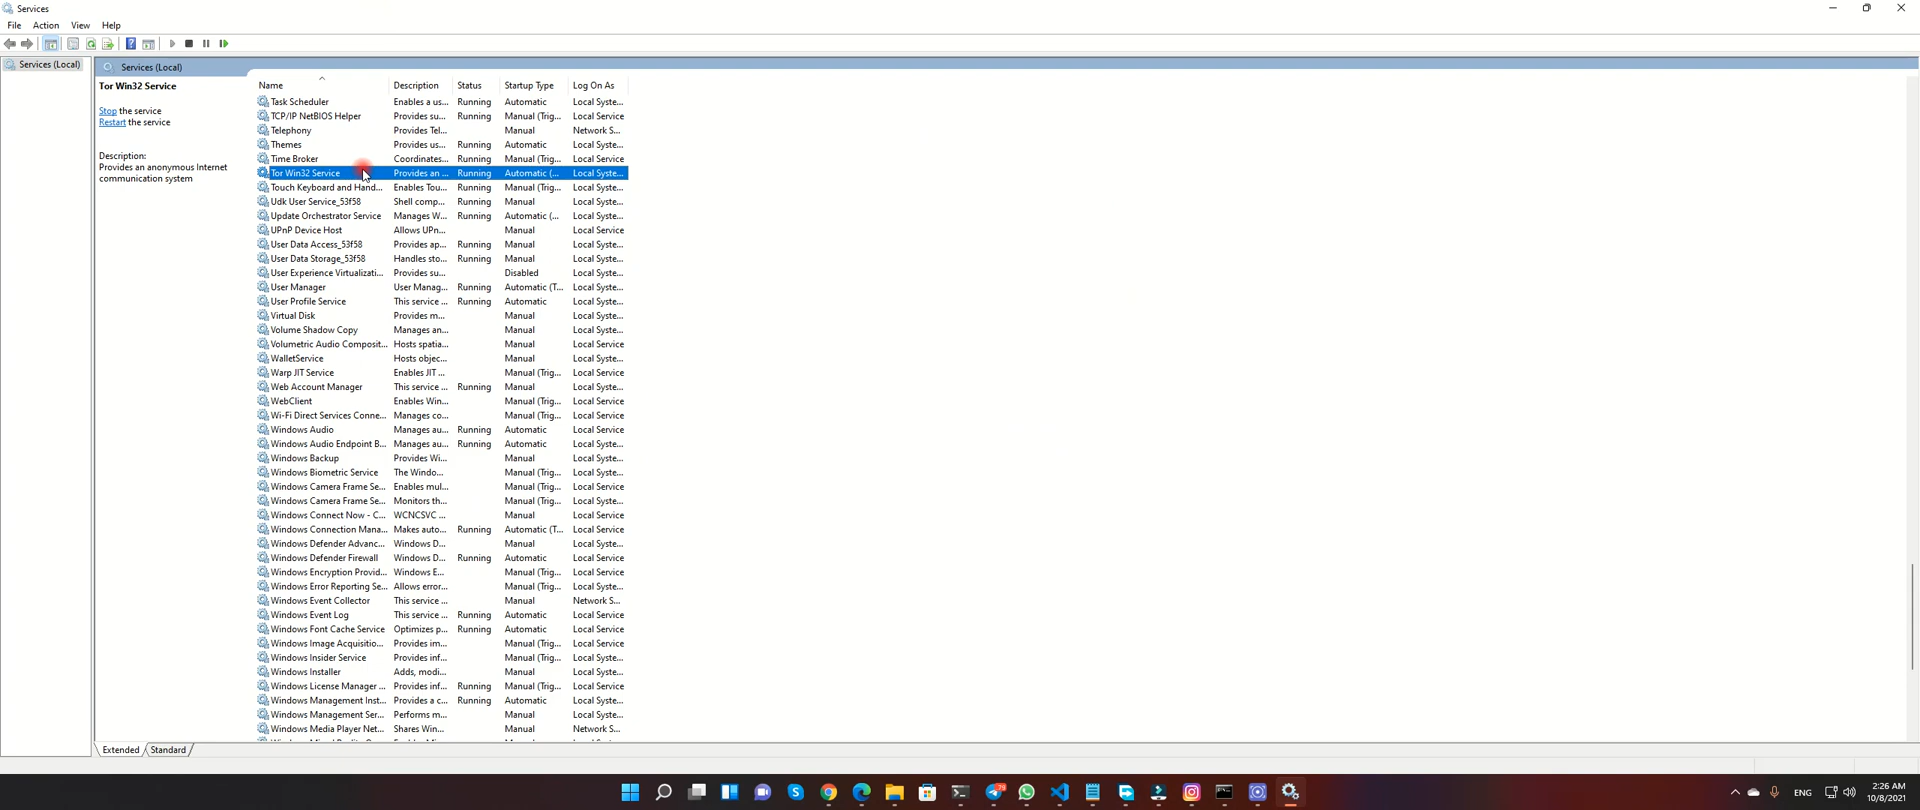 Services
File Action View Help
Services (Local)
Services (Local)
Tor Win32 Service
Stop the service
Restart the service
Description:
Provides an anonymous Internet
communication system
Name Description Status Startup Type Log On As
Task Scheduler Enables a us... Running Automatic Local Syste...
TCP/IP NetBIOS Helper Provides su... Running Manual (Trig... Local Service
Telephony Provides Tel... Manual Network S...
Themes Provides us... Running Automatic Local Syste...
Time Broker Coordinates... Running Manual (Trig... Local Service
Tor Win32 Service Provides an ... Running Automatic (... Local Syste...
Touch Keyboard and Hand... Enables Tou... Running Manual (Trig... Local Syste...
Udk User Service_53f58 Shell comp... Running Manual Local Syste...
Update Orchestrator Service Manages W... Running Automatic (... Local Syste...
UPnP Device Host Allows UPn... Manual Local Service
User Data Access_53f58 Provides ap... Running Manual Local Syste...
User Data Storage_53f58 Handles sto... Running Manual Local Syste...
User Experience Virtualizati... Provides su... Disabled Local Syste...
User Manager User Manag... Running Automatic (T... Local Syste...
User Profile Service This service ... Running Automatic Local Syste...
Virtual Disk Provides m... Manual Local Syste...
Volume Shadow Copy Manages an... Manual Local Syste...
Volumetric Audio Composit... Hosts spatia... Manual Local Service
WalletService Hosts objec... Manual Local Syste...
Warp JIT Service Enables JIT ... Manual (Trig... Local Service
Web Account Manager This service ... Running Manual Local Syste...
WebClient Enables Win... Manual (Trig... Local Service
Wi-Fi Direct Services Conne... Manages co... Manual (Trig... Local Service
Windows Audio Manages au... Running Automatic Local Service
Windows Audio Endpoint B... Manages au... Running Automatic Local Syste...
Windows Backup Provides Wi... Manual Local Syste...
Windows Biometric Service The Windo... Manual (Trig... Local Syste...
Windows Camera Frame Se... Enables mul... Manual (Trig... Local Service
Windows Camera Frame Se... Monitors th... Manual (Trig... Local Syste...
Windows Connect Now - C... WCNCSVC ... Manual Local Service
Windows Connection Mana... Makes auto... Running Automatic (T... Local Service
Windows Defender Advanc... Windows D... Manual Local Syste...
Windows Defender Firewall Windows D... Running Automatic Local Service
Windows Encryption Provid... Windows E... Manual (Trig... Local Service
Windows Error Reporting Se... Allows error... Manual (Trig... Local Syste...
Windows Event Collector This service ... Manual Network S...
Windows Event Log This service ... Running Automatic Local Service
Windows Font Cache Service Optimizes p... Running Automatic Local Service
Windows Image Acquisitio... Provides im... Manual (Trig... Local Service
Windows Insider Service Provides inf... Manual (Trig... Local Syste...
Windows Installer Adds, modi... Manual Local Syste...
Windows License Manager ... Provides inf... Running Manual (Trig... Local Service
Windows Management Inst... Provides a c... Running Automatic Local Syste...
Windows Management Ser... Performs m... Manual Local Syste...
Windows Media Player Net... Shares Win... Manual Network S...
Extended Standard
ENG 2:26 AM
10/8/2021